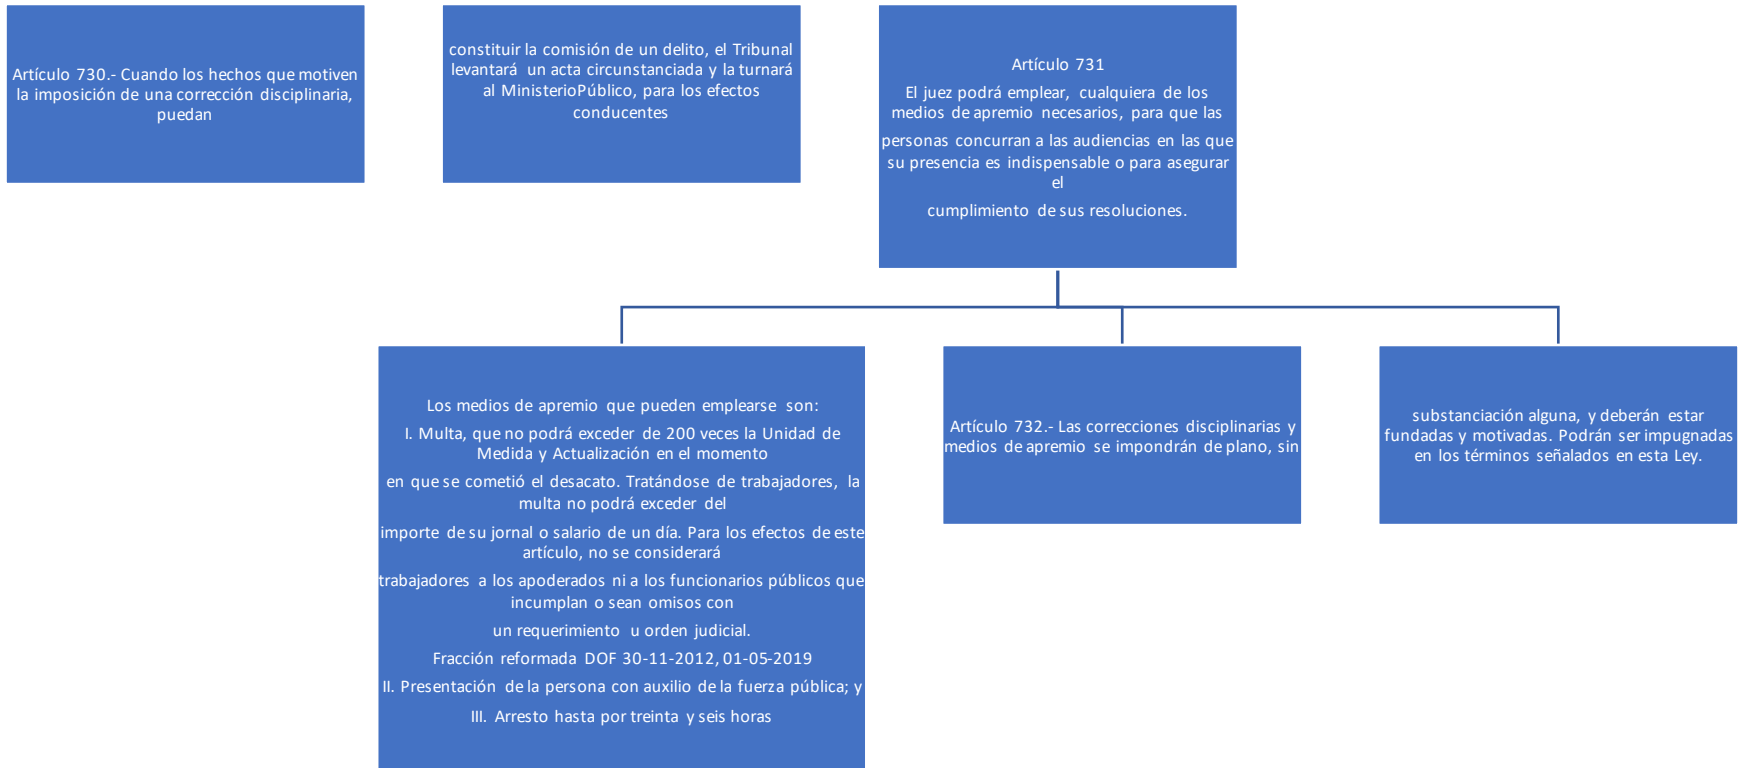 Artículo 730.- Cuando los hechos que motiven
la imposición de una corrección disciplinaria,
puedan
constituir la comisión de un delito, el Tribunal
levantará un acta circunstanciada y la turnará
al MinisterioPúblico, para los efectos
conducentes
Artículo 731
El juez podrá emplear, cualquiera de los
medios de apremio necesarios, para que las
personas concurran a las audiencias en las que
su presencia es indispensable o para asegurar
el
cumplimiento de sus resoluciones.
Los medios de apremio que pueden emplearse son:
I. Multa, que no podrá exceder de 200 veces la Unidad de
Medida y Actualización en el momento
en que se cometió el desacato. Tratándose de trabajadores, la
multa no podrá exceder del
importe de su jornal o salario de un día. Para los efectos de este
artículo, no se considerará
trabajadores a los apoderados ni a los funcionarios públicos que
incumplan o sean omisos con
un requerimiento u orden judicial.
Fracción reformada DOF 30-11-2012, 01-05-2019
II. Presentación de la persona con auxilio de la fuerza pública; y
III. Arresto hasta por treinta y seis horas
Artículo 732.- Las correcciones disciplinarias y
medios de apremio se impondrán de plano, sin
substanciación alguna, y deberán estar
fundadas y motivadas. Podrán ser impugnadas
en los términos señalados en esta Ley.